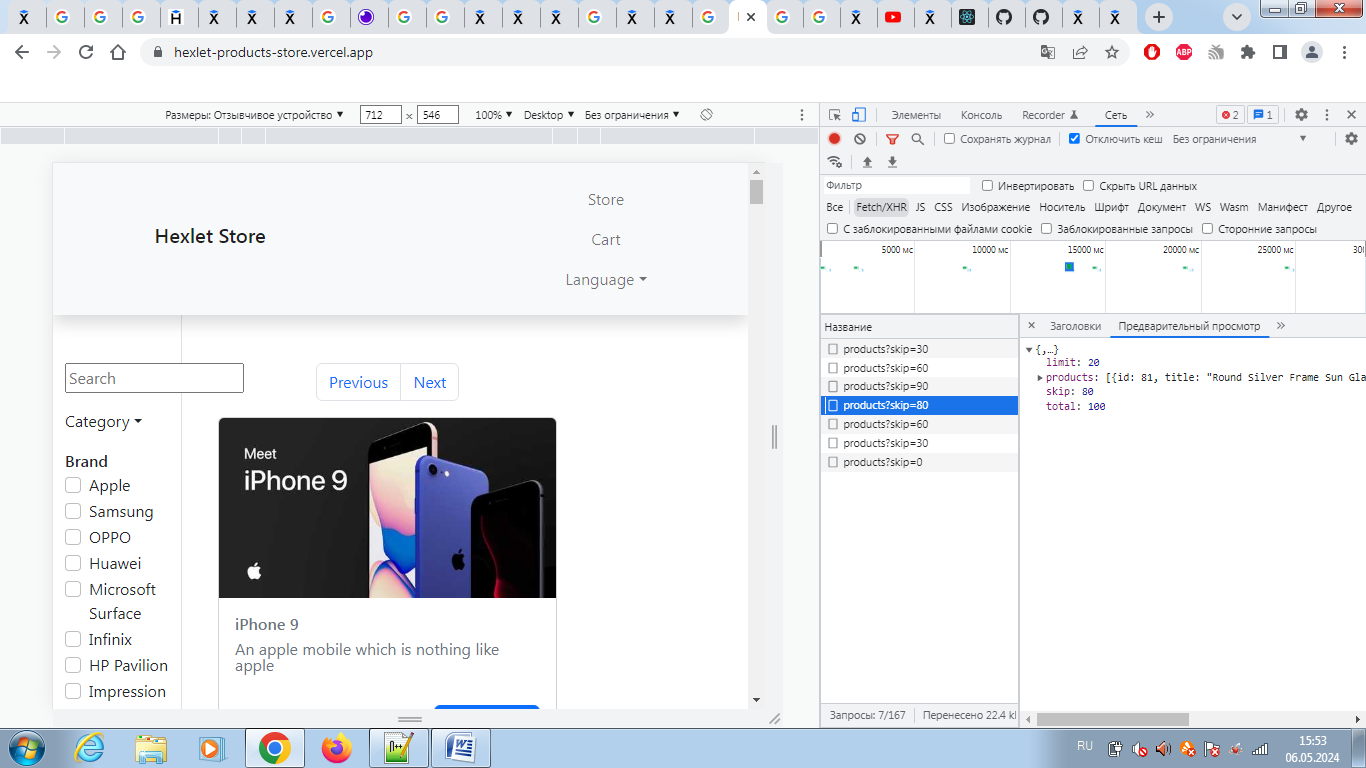 hexlet-products-store.vercel.app
ABP
Размеры: Отзывчивое устройство ▼ 712 × 546 100% ▼ Desktop ▼ Без ограничения ▼
Элементы Консоль Recorder Сеть » 2 1
Сохранять журнал Отключить кеш Без ограничения ▼
Фильтр Инвертировать Скрыть URL данных
Все Fetch/XHR JS CSS Изображение Носитель Шрифт Документ WS Wasm Манифест Другое
С заблокированными файлами cookie Заблокированные запросы Сторонние запросы
5000 мс 10000 мс 15000 мс 20000 мс 25000 мс 300
Название
products?skip=30
products?skip=60
products?skip=90
products?skip=80
products?skip=60
products?skip=30
products?skip=0
Запросы: 7/167 Перенесено 22.4 kl
× Заголовки Предварительный просмотр »
▼ {,…}
limit: 20
▶ products: [{id: 81, title: "Round Silver Frame Sun Gla
skip: 80
total: 100
Hexlet Store
Store
Cart
Language
Search
Previous Next
Category
Brand
Apple
Samsung
OPPO
Huawei
Microsoft
Surface
Infinix
HP Pavilion
Impression
Meet
iPhone 9
iPhone 9
An apple mobile which is nothing like
apple
RU
15:53
06.05.2024